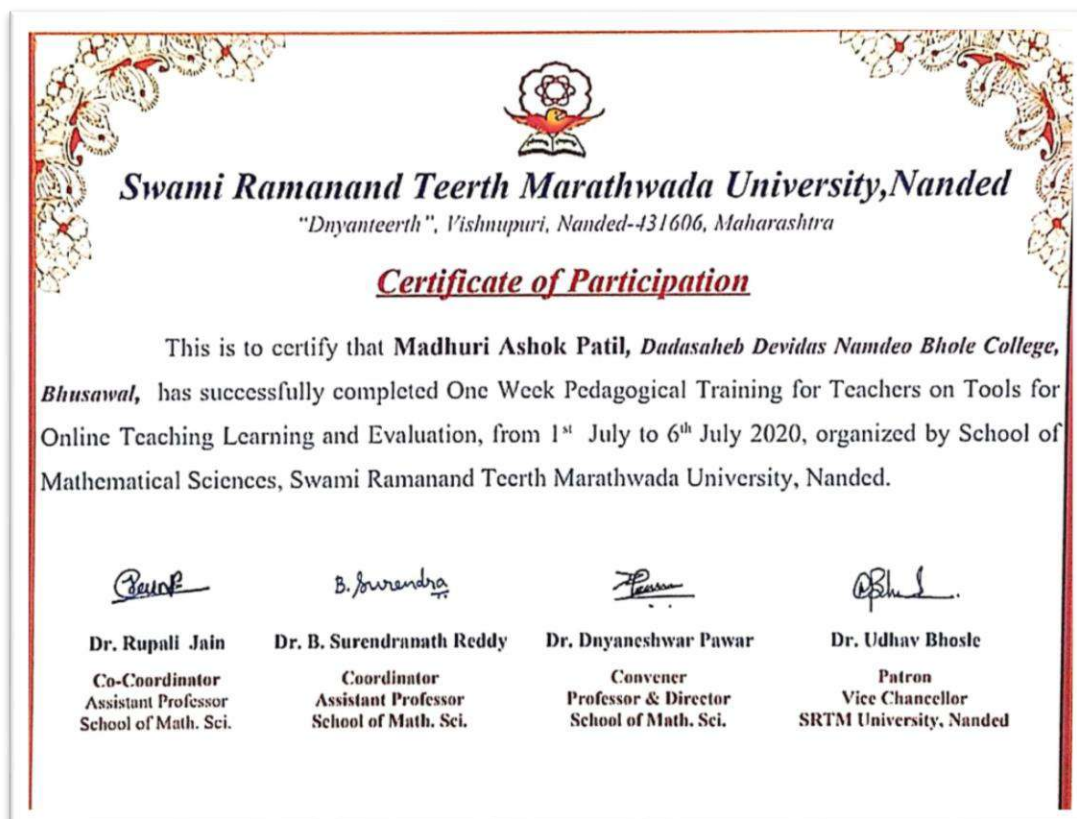 Swami Ramanand Teerth Marathwada University,Nanded
"Dnyanteerth", Vishnupuri, Nanded-431606, Maharashtra
Certificate of Participation
This is to certify that Madhuri Ashok Patil, Dadasaheb Devidas Namdeo Bhole College,
Bhusawal, has successfully completed One Week Pedagogical Training for Teachers on Tools for
Online Teaching Learning and Evaluation, from 1st July to 6th July 2020, organized by School of
Mathematical Sciences, Swami Ramanand Teerth Marathwada University, Nanded.
B. Surendra
Dr. Rupali Jain
Co-Coordinator
Assistant Professor
School of Math. Sci.
Dr. B. Surendranath Reddy
Coordinator
Assistant Professor
School of Math. Sci.
Dr. Dnyaneshwar Pawar
Convener
Professor & Director
School of Math. Sci.
Dr. Udhav Bhosle
Patron
Vice Chancellor
SRTM University, Nanded